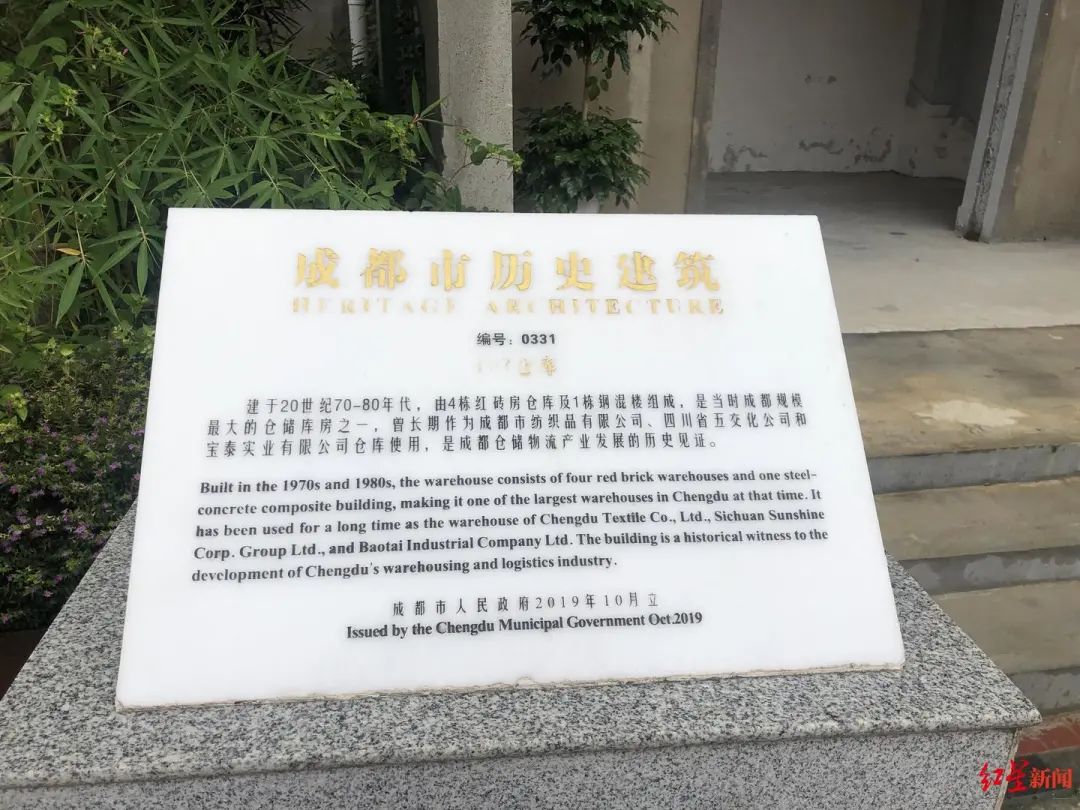 成都市历史建筑
HERITAGE ARCHITECTURE
编号：0331
建于20世纪70-80年代，由4栋红砖房仓库及1栋钢混楼组成，是当时成都规模
最大的仓储库房之一，曾长期作为成都市纺织品有限公司、四川省五交化公司和
宝泰实业有限公司仓库使用，是成都仓储物流产业发展的历史见证。
Built in the 1970s and 1980s, the warehouse consists of four red brick warehouses and one steel-
concrete composite building, making it one of the largest warehouses in Chengdu at that time. It
has been used for a long time as the warehouse of Chengdu Textile Co., Ltd., Sichuan Sunshine
Corp. Group Ltd., and Baotai Industrial Company Ltd. The building is a historical witness to the
development of Chengdu's warehousing and logistics industry.
成都市人民政府2019年10月立
Issued by the Chengdu Municipal Government Oct.2019
红星新闻